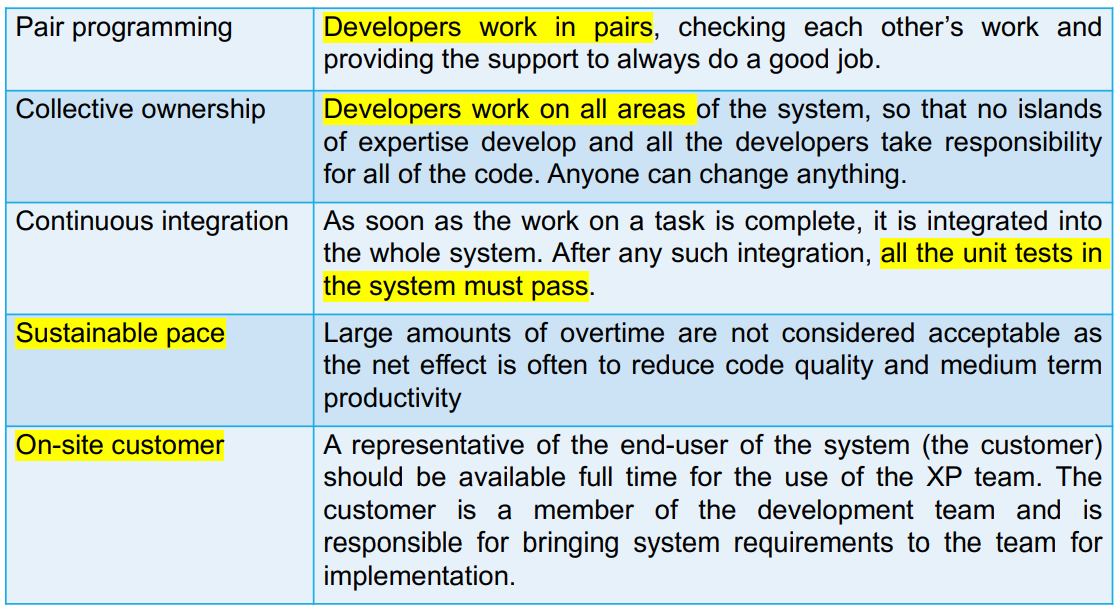 Pair programming
Developers work in pairs, checking each other's work and
providing the support to always do a good job.
Collective ownership
Developers work on all areas of the system, so that no islands
of expertise develop and all the developers take responsibility
for all of the code. Anyone can change anything.
Continuous integration
As soon as the work on a task is complete, it is integrated into
the whole system. After any such integration, all the unit tests in
the system must pass.
Sustainable pace
Large amounts of overtime are not considered acceptable as
the net effect is often to reduce code quality and medium term
productivity
On-site customer
A representative of the end-user of the system (the customer)
should be available full time for the use of the XP team. The
customer is a member of the development team and is
responsible for bringing system requirements to the team for
implementation.